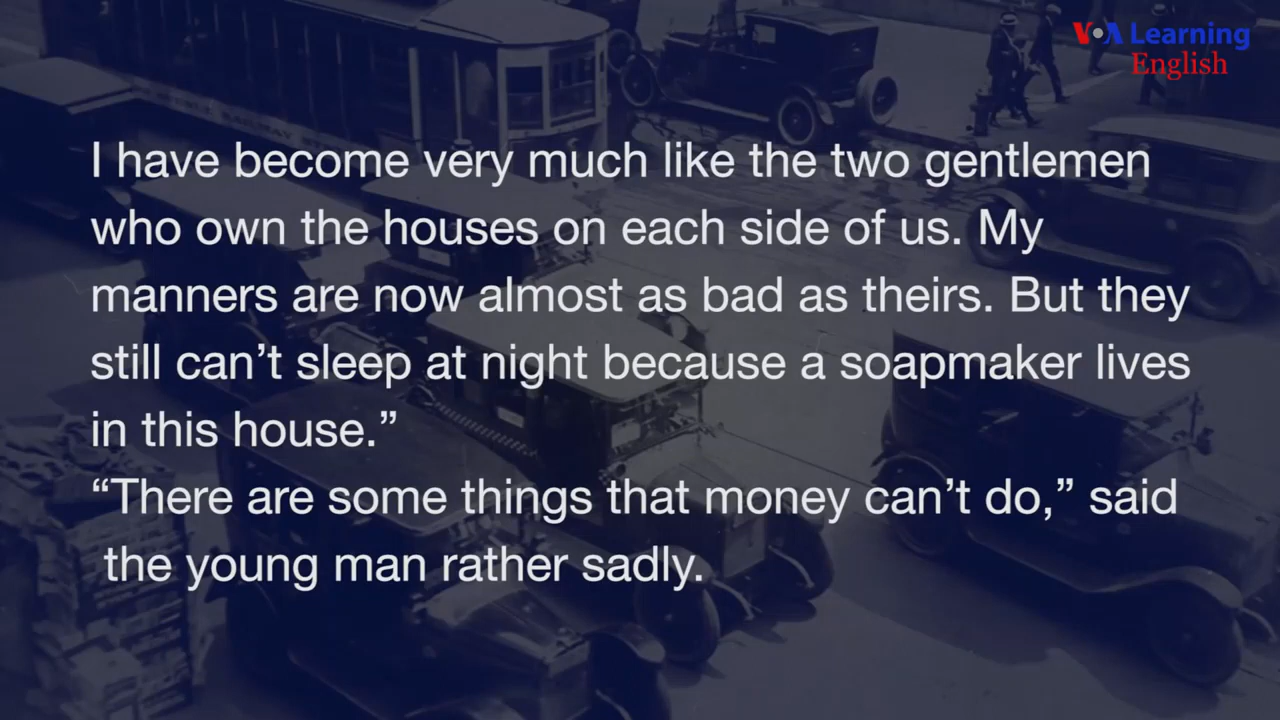 VOA Learning
English
I have become very much like the two gentlemen
who own the houses on each side of us. My
manners are now almost as bad as theirs. But they
still can’t sleep at night because a soapmaker lives
in this house.”
“There are some things that money can’t do,” said
the young man rather sadly.